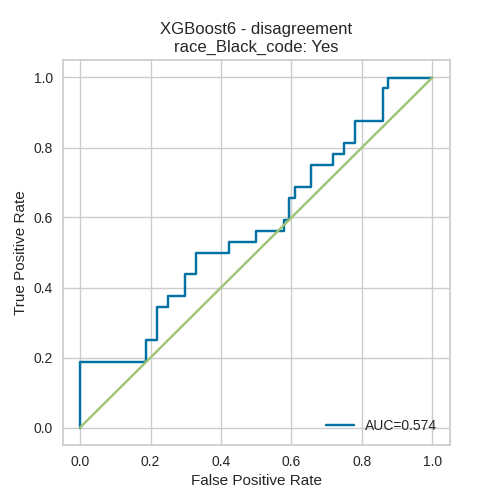 XGBoost6 - disagreement
race_Black_code: Yes
True Positive Rate
1.0
0.8
0.6
0.4
0.2
0.0
AUC=0.574
0.0 0.2 0.4 0.6 0.8 1.0
False Positive Rate